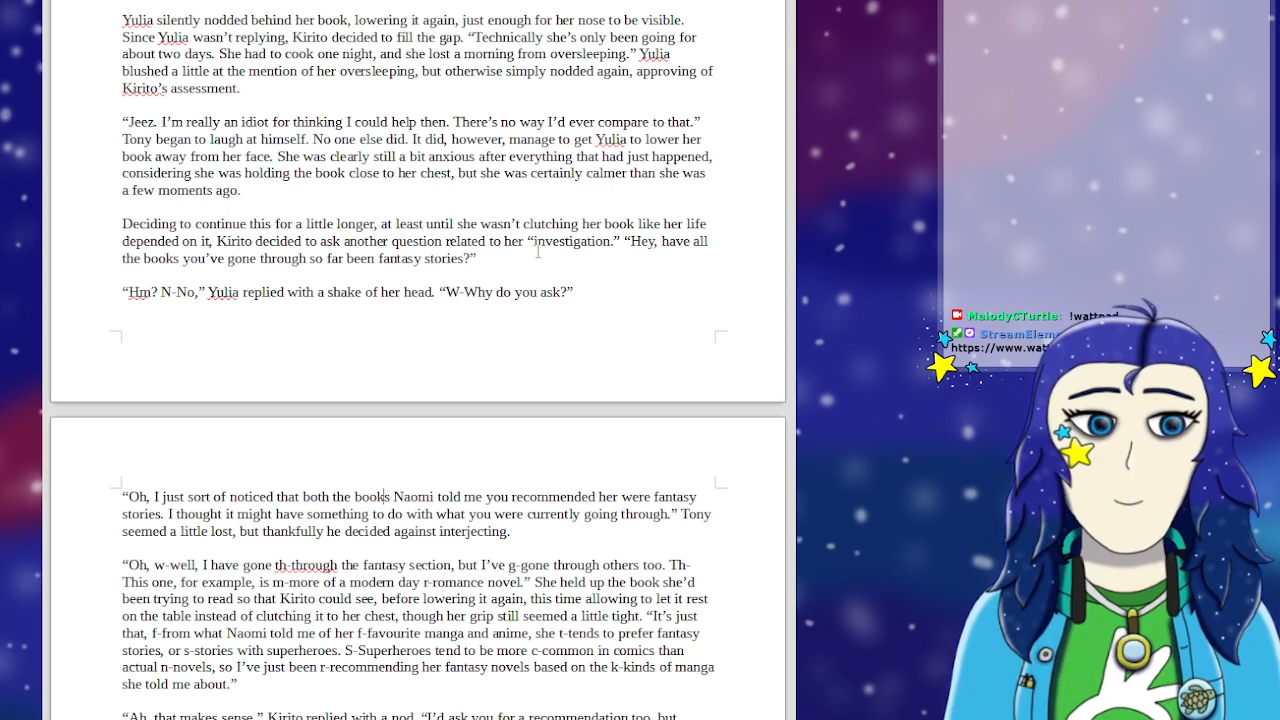 Yulia silently nodded behind her book, lowering it again, just enough for her nose to be visible.
Since Yulia wasn’t replying, Kirito decided to fill the gap. “Technically she’s only been going for
about two days. She had to cook one night, and she lost a morning from oversleeping.” Yulia
blushed a little at the mention of her oversleeping, but otherwise simply nodded again, approving of
Kirito’s assessment.
“Jeez. I’m really an idiot for thinking I could help then. There’s no way I’d ever compare to that.”
Tony began to laugh at himself. No one else did. It did, however, manage to get Yulia to lower her
book away from her face. She was clearly still a bit anxious after everything that had just happened,
considering she was holding the book close to her chest, but she was certainly calmer than she was
a few moments ago.
Deciding to continue this for a little longer, at least until she wasn’t clutching her book like her life
depended on it, Kirito decided to ask another question related to her “investigation.” “Hey, have all
the books you’ve gone through so far been fantasy stories?”
“Hm? N-No,” Yulia replied with a shake of her head. “W-Why do you ask?”
MelodyCTurtle: !wattpad
StreamEleme
https://www.wat
“Oh, I just sort of noticed that both the books Naomi told me you recommended her were fantasy
stories. I thought it might have something to do with what you were currently going through.” Tony
seemed a little lost, but thankfully he decided against interjecting.
“Oh, w-well, I have gone th-through the fantasy section, but I’ve g-gone through others too. Th-
This one, for example, is m-more of a modern day r-romance novel.” She held up the book she’d
been trying to read so that Kirito could see, before lowering it again, this time allowing to let it rest
on the table instead of clutching it to her chest, though her grip still seemed a little tight. “It’s just
that, f-from what Naomi told me of her f-favourite manga and anime, she t-tends to prefer fantasy
stories, or s-stories with superheroes. S-Superheroes tend to be more c-common in comics than
actual n-novels, so I’ve just been r-recommending her fantasy novels based on the k-kinds of manga
she told me about.”
“Ah, that makes sense,” Kirito replied with a nod. “I’d ask you for a recommendation too, but